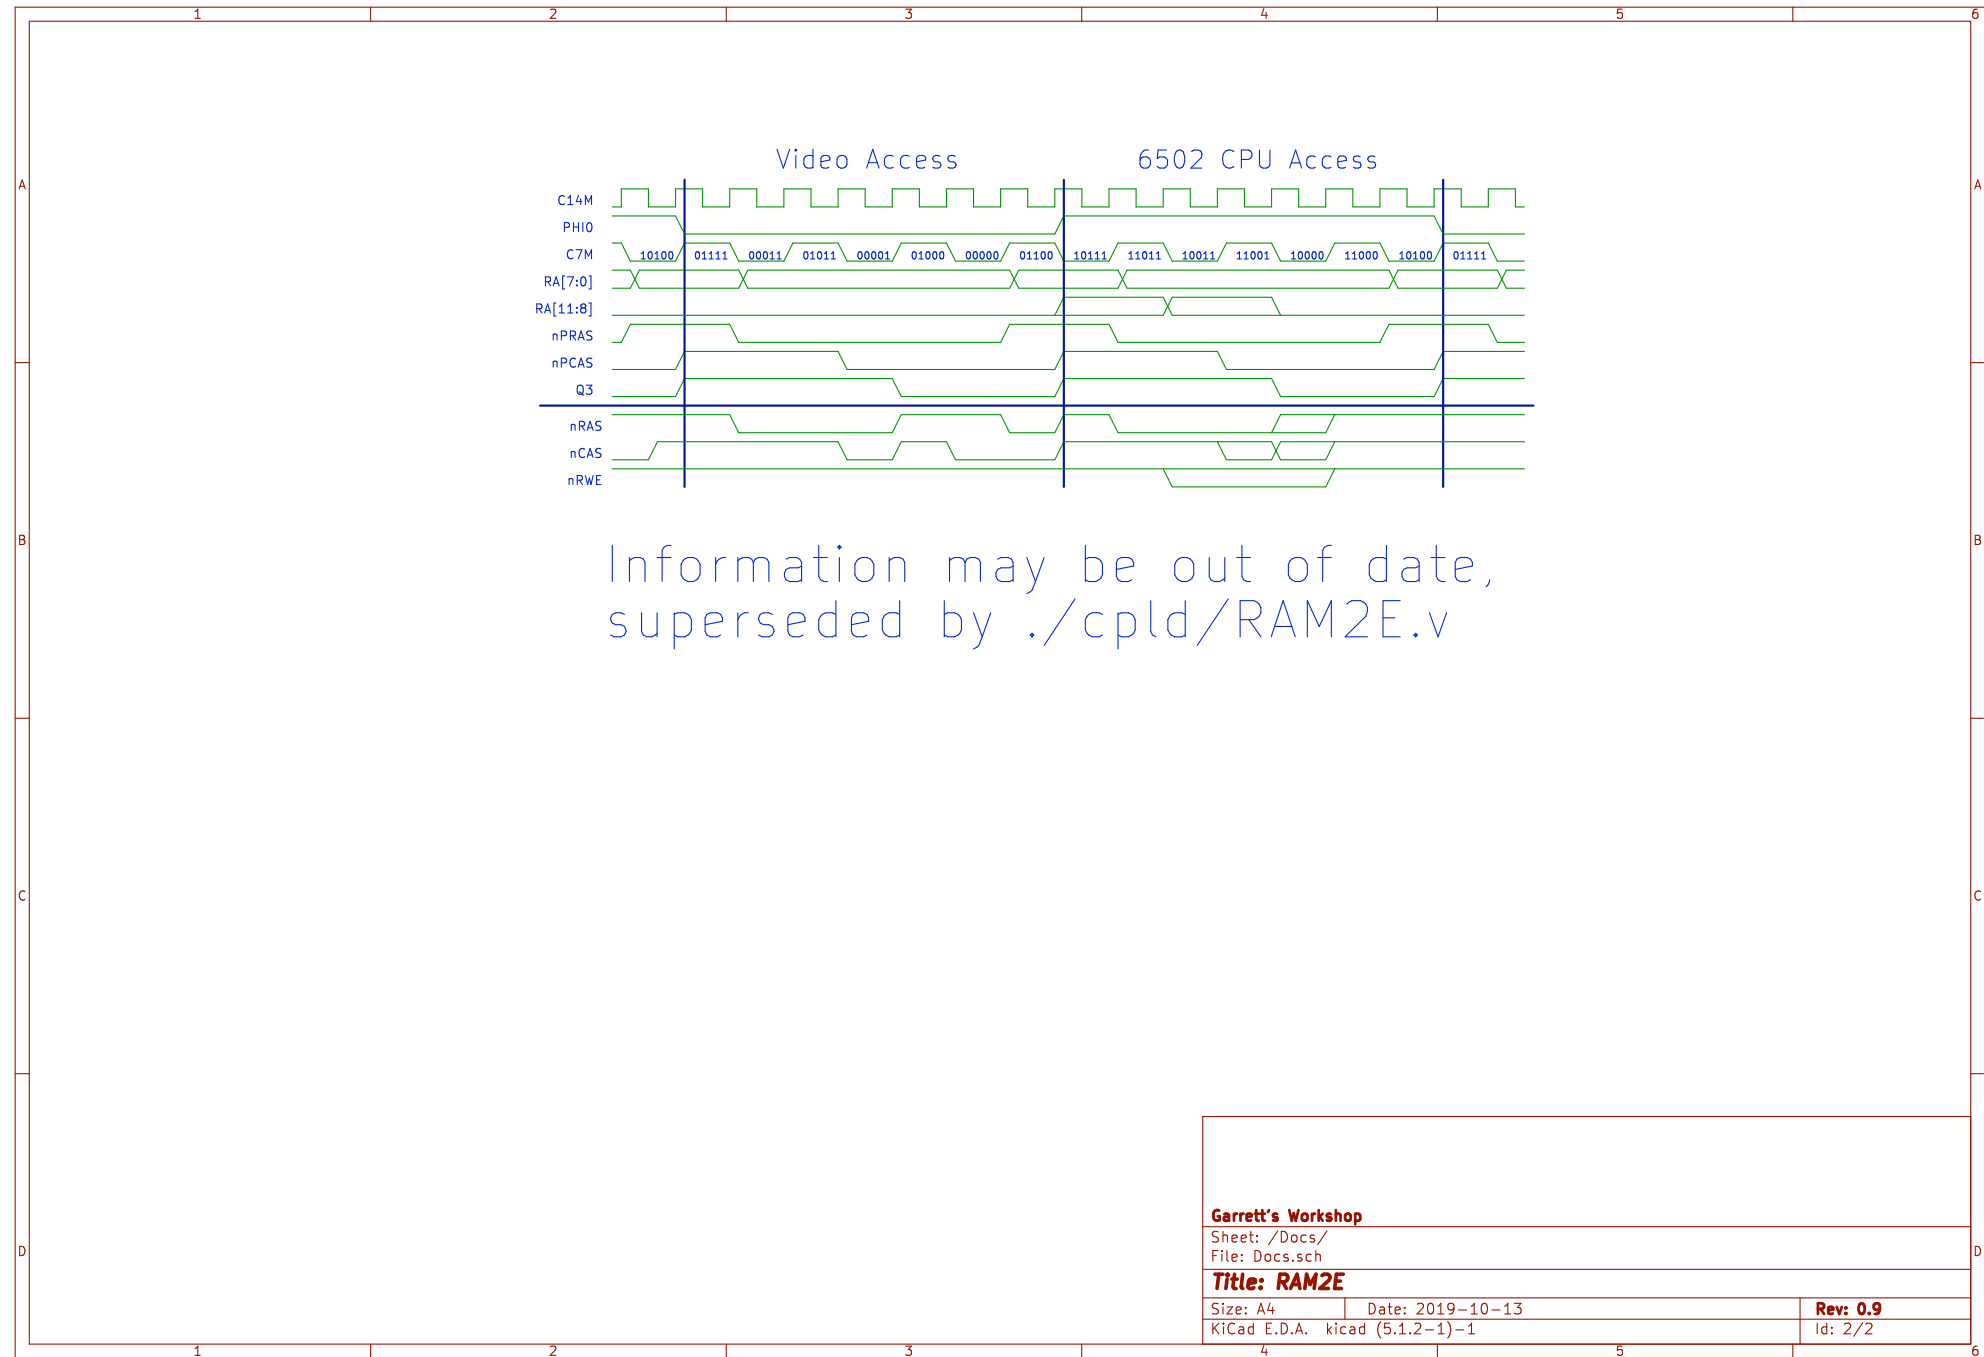 1 2 3 4 5 6
Video Access 6502 CPU Access
A A
C14M
PHI0
C7M 10100 01111 00011 01011 00001 01000 00000 01100 10111 11011 10011 11001 10000 11000 10100 01111
RA[7:0]
RA[11:8]
nPRAS
nPCAS
Q3
nRAS
nCAS
nRWE
B B
Information may be out of date,
superseded by ./cpld/RAM2E.v
C C
Garrett's Workshop
Sheet: /Docs/
D D
File: Docs.sch
Title: RAM2E
Size: A4 Date: 2019-10-13 Rev: 0.9
KiCad E.D.A. kicad (5.1.2-1)-1 Id: 2/2
1 2 3 4 5 6